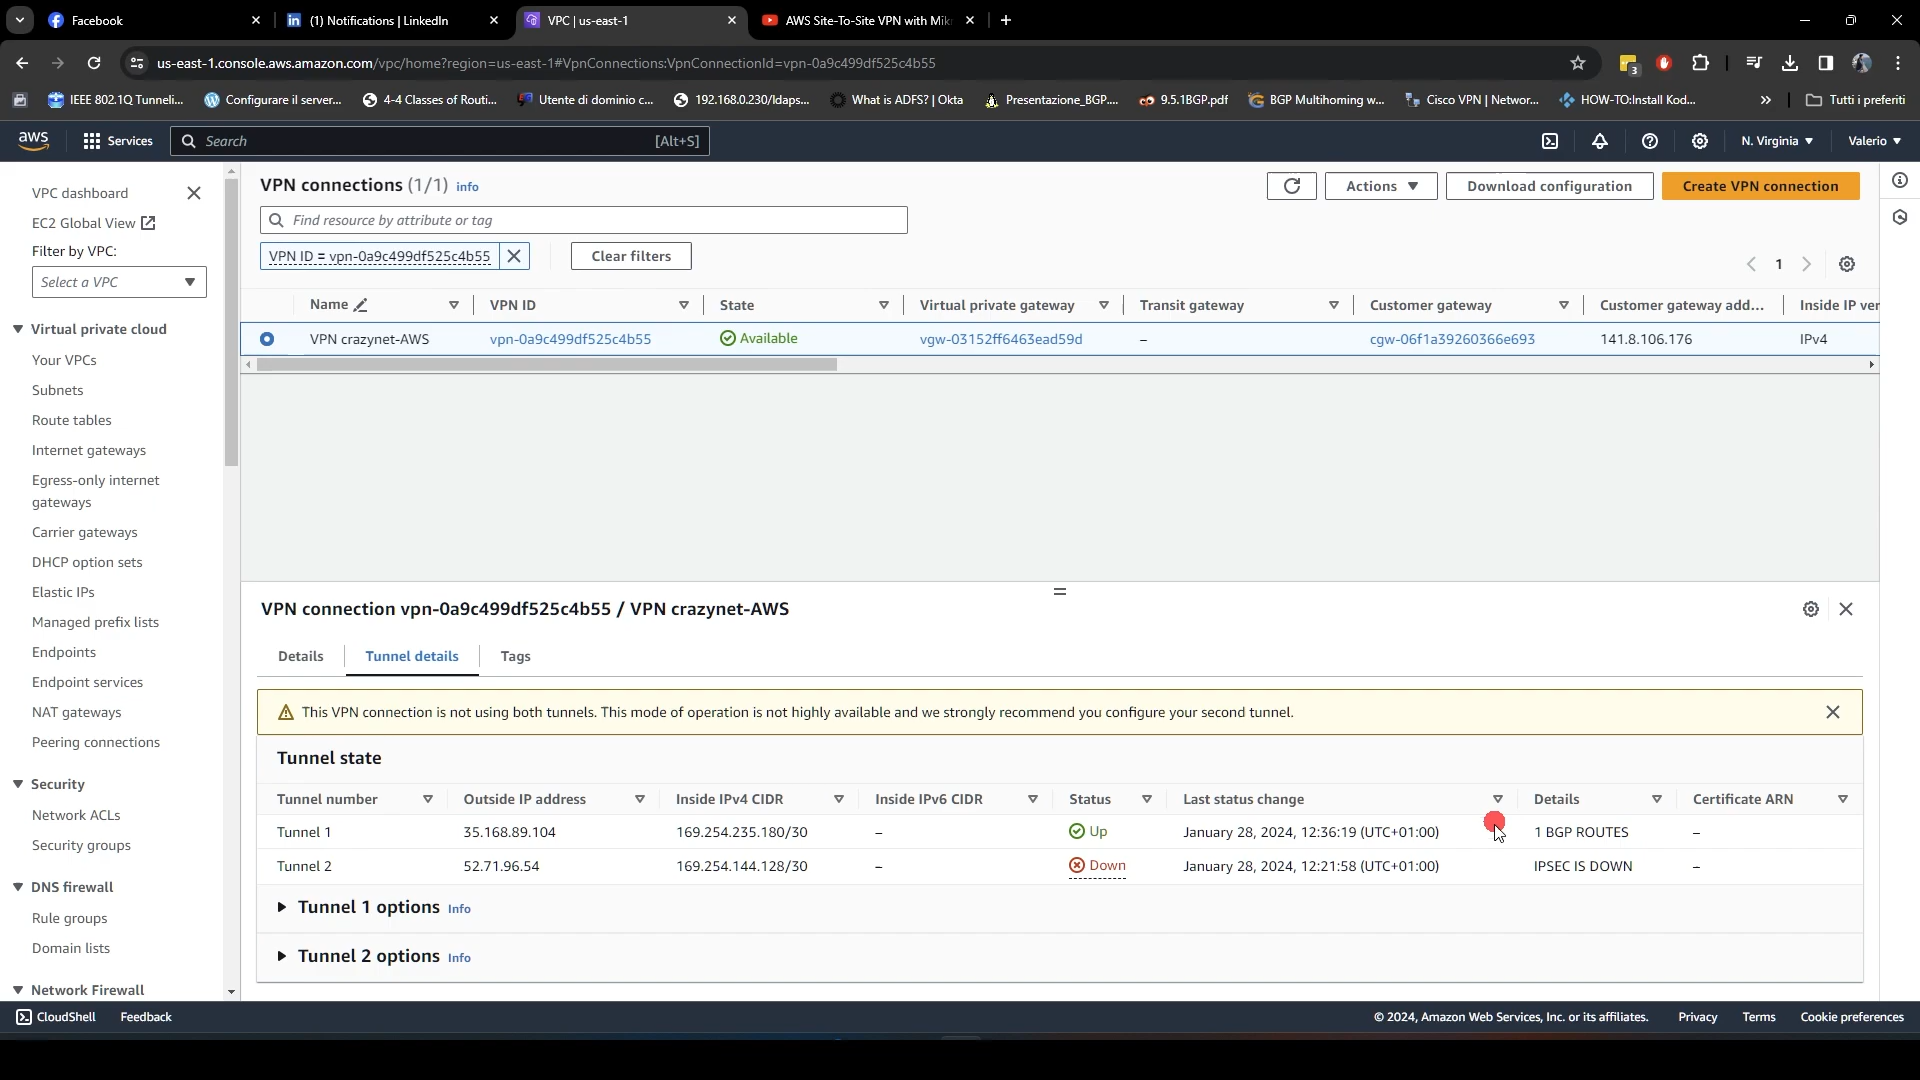 Facebook
(1) Notifications | LinkedIn
VPC | us-east-1
AWS Site-To-Site VPN with Mik
us-east-1.console.aws.amazon.com/vpc/home?region=us-east-1#VpnConnections:VpnConnectionId=vpn-0a9c499df525c4b55
3
IEEE 802.1Q Tunneli...
Configurare il server...
4-4 Classes of Routi...
Utente di dominio c...
192.168.0.230/ldaps...
What is ADFS? | Okta
Presentazione_BGP....
9.5.1BGP.pdf
BGP Multihoming w...
Cisco VPN | Networ...
HOW-TO:Install Kod...
Tutti i preferiti
aws
Services
Search
[Alt+S]
N. Virginia
Valerio
VPC dashboard
EC2 Global View
Filter by VPC:
Select a VPC
Virtual private cloud
Your VPCs
Subnets
Route tables
Internet gateways
Egress-only internet
gateways
Carrier gateways
DHCP option sets
Elastic IPs
Managed prefix lists
Endpoints
Endpoint services
NAT gateways
Peering connections
Security
Network ACLs
Security groups
DNS firewall
Rule groups
Domain lists
Network Firewall
VPN connections (1/1) Info
Actions
Download configuration
Create VPN connection
Find resource by attribute or tag
VPN ID = vpn-0a9c499df525c4b55
Clear filters
1
Name VPN ID State Virtual private gateway Transit gateway Customer gateway Customer gateway add... Inside IP ver
VPN crazynet-AWS vpn-0a9c499df525c4b55 Available vgw-03152ff6463ead59d – cgw-06f1a39260366e693 141.8.106.176 IPv4
VPN connection vpn-0a9c499df525c4b55 / VPN crazynet-AWS
Details Tunnel details Tags
This VPN connection is not using both tunnels. This mode of operation is not highly available and we strongly recommend you configure your second tunnel.
Tunnel state
Tunnel number Outside IP address Inside IPv4 CIDR Inside IPv6 CIDR Status Last status change Details Certificate ARN
Tunnel 1 35.168.89.104 169.254.235.180/30 – Up January 28, 2024, 12:36:19 (UTC+01:00) 1 BGP ROUTES –
Tunnel 2 52.71.96.54 169.254.144.128/30 – Down January 28, 2024, 12:21:58 (UTC+01:00) IPSEC IS DOWN –
Tunnel 1 options Info
Tunnel 2 options Info
CloudShell
Feedback
© 2024, Amazon Web Services, Inc. or its affiliates.
Privacy
Terms
Cookie preferences